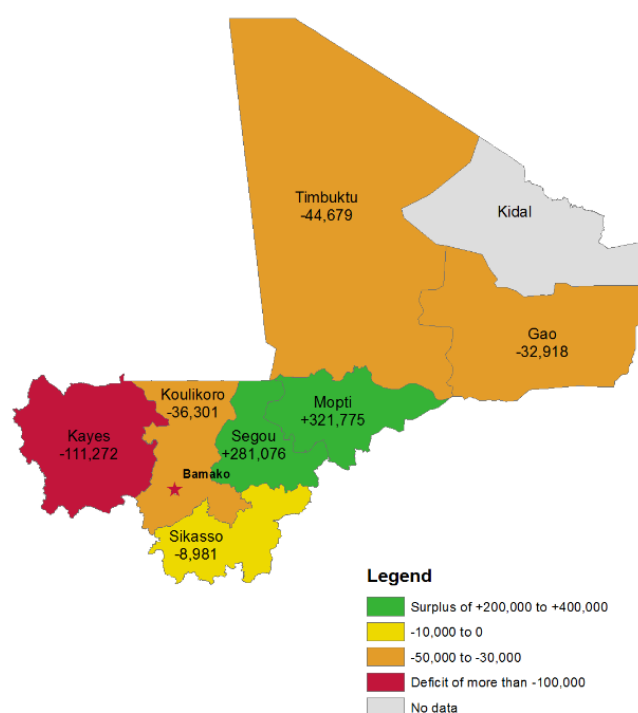 Timbuktu
-44,679
Kidal
Gao
-32,918
Koulikoro
-36,301
Mopti
+321,775
Kayes
-111,272
Segou
+281,076
Bamako
Sikasso
-8,981
Legend
Surplus of +200,000 to +400,000
-10,000 to 0
-50,000 to -30,000
Deficit of more than -100,000
No data